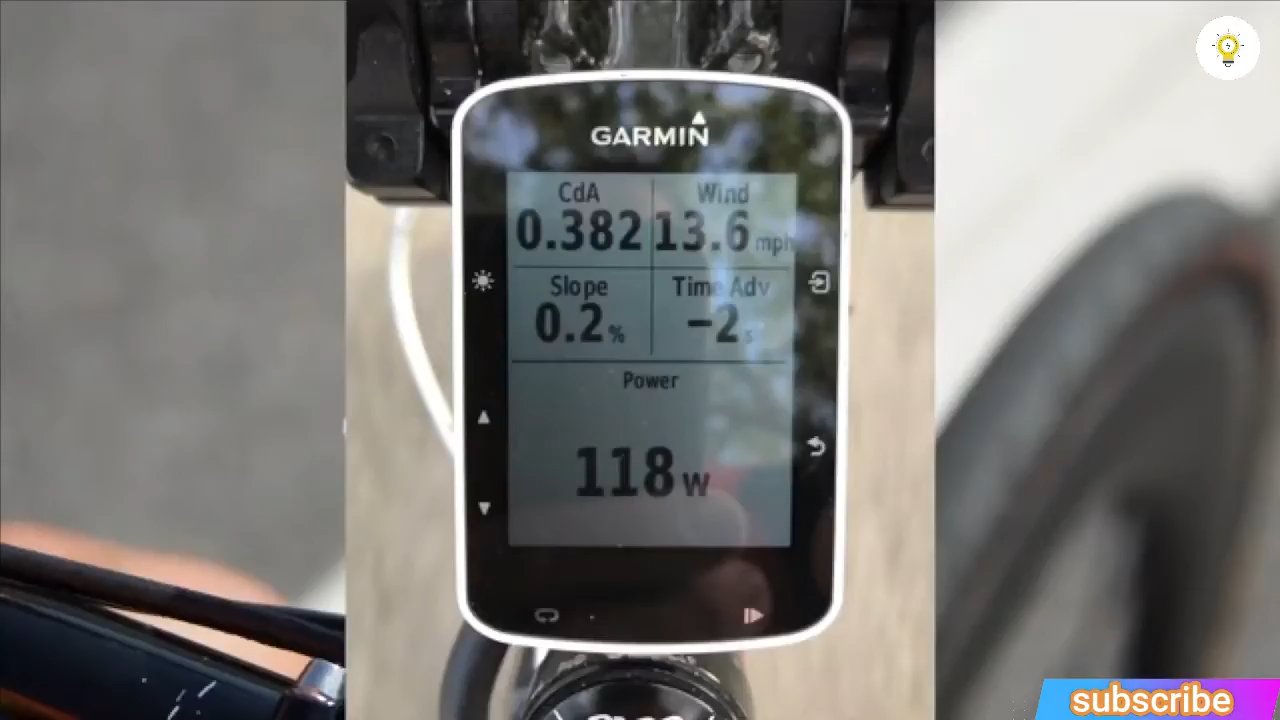 GARMIN
CdA
Wind
0.382
13.6 mph
Slope
Time Adv
0.2 %
-2 s
Power
118 W
subscribe